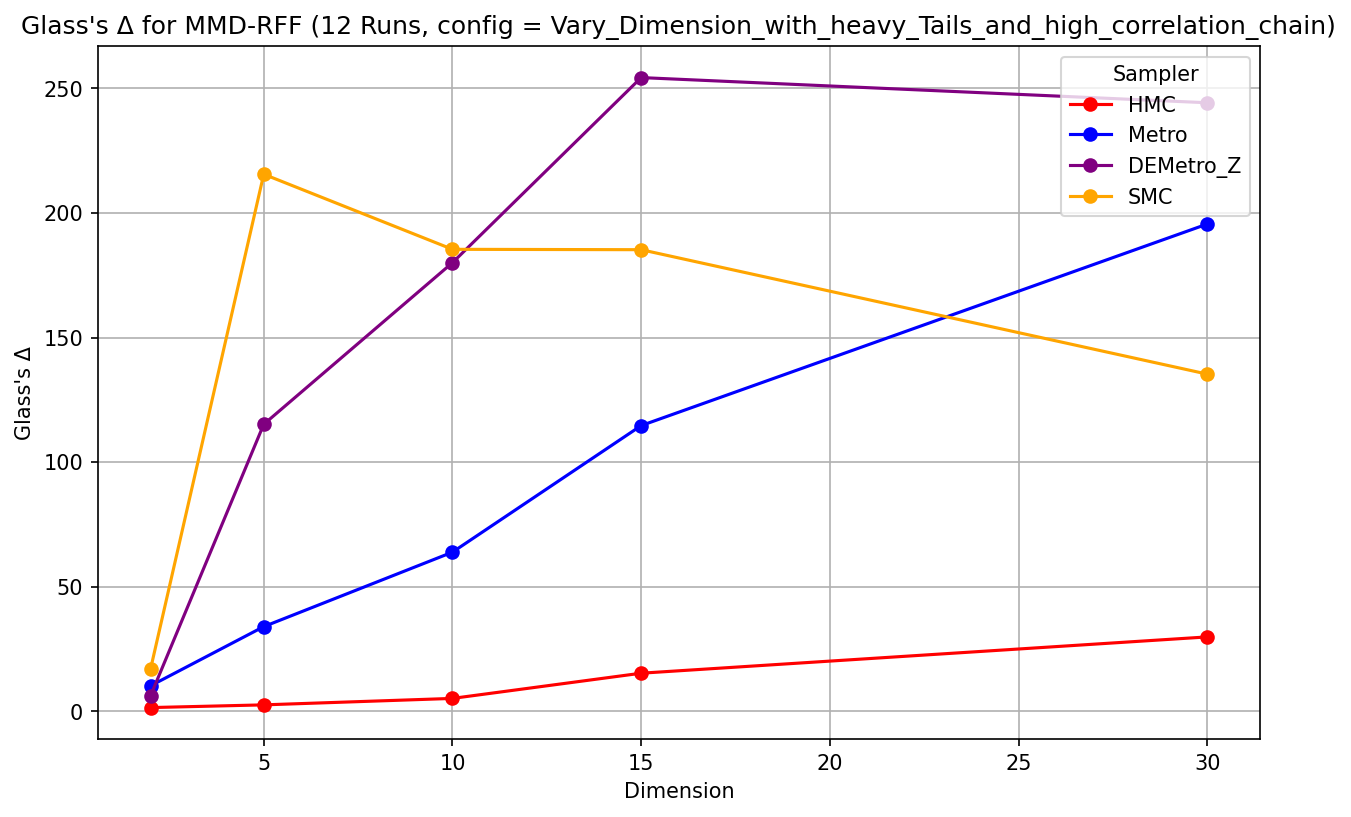 Glass's Δ for MMD-RFF (12 Runs, config = Vary_Dimension_with_heavy_Tails_and_high_correlation_chain)
Sampler
HMC
Metro
DEMetro_Z
SMC
Glass's Δ
250
200
150
100
50
0
5 10 15 20 25 30
Dimension